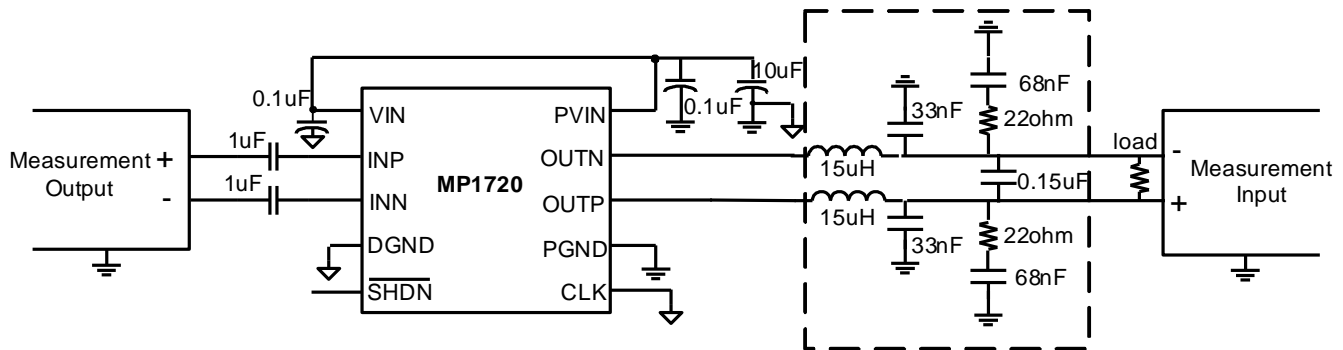 10uF
68nF
0.1uF
VIN
PVIN
0.1uF
33nF
22ohm
load
Measurement
Output
+
-
1uF
1uF
INP
INN
MP1720
OUTN
OUTP
15uH
15uH
0.15uF
-
+
Measurement
Input
DGND
PGND
33nF
22ohm
68nF
SHDN
CLK